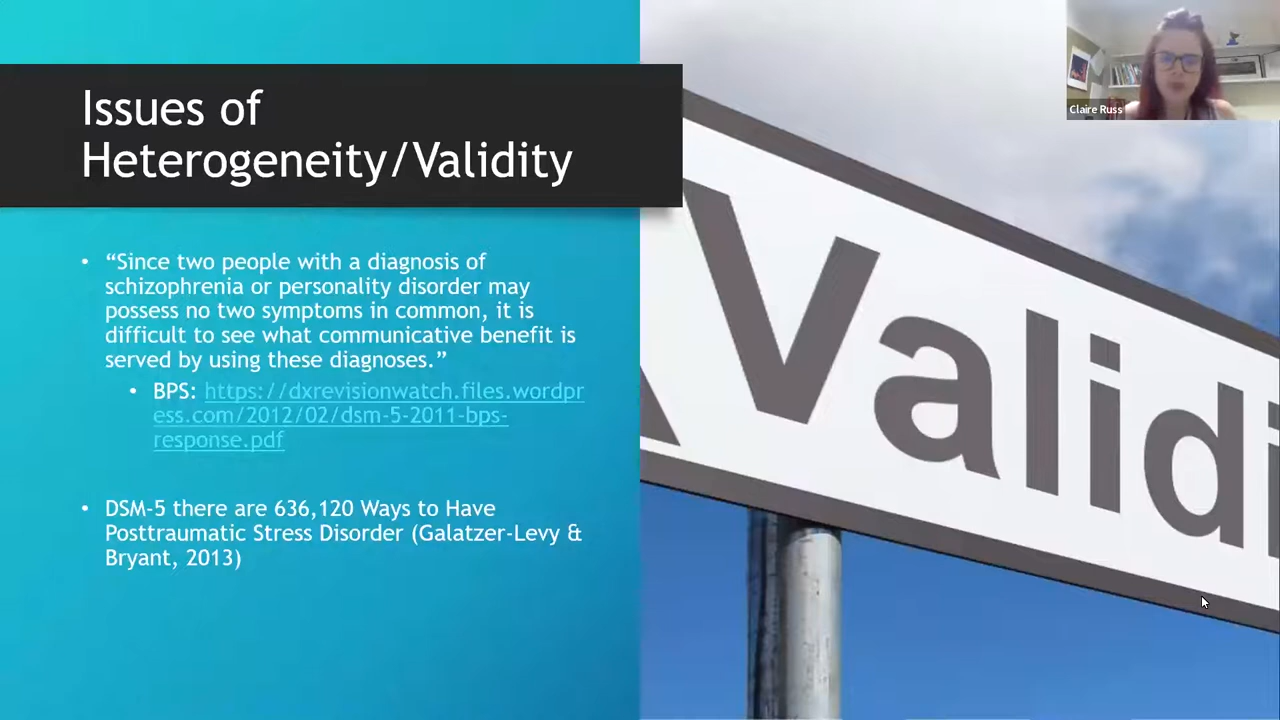 Issues of
Heterogeneity/Validity
• “Since two people with a diagnosis of
schizophrenia or personality disorder may
possess no two symptoms in common, it is
difficult to see what communicative benefit is
served by using these diagnoses.”
• BPS: https://dxrevisionwatch.files.wordpr
ess.com/2012/02/dsm-5-2011-bps-
response.pdf
• DSM-5 there are 636,120 Ways to Have
Posttraumatic Stress Disorder (Galatzer-Levy &
Bryant, 2013)
Validi
Claire Russ